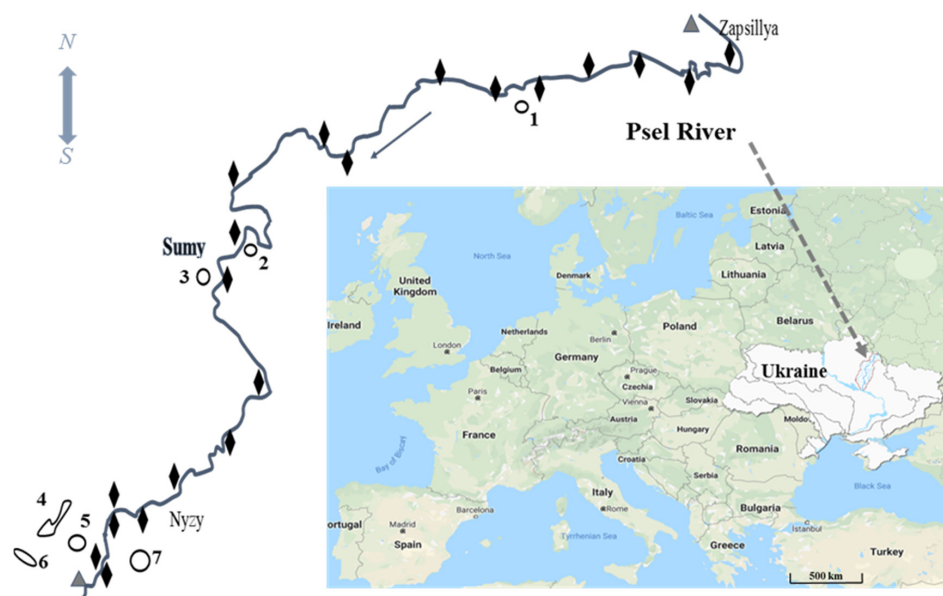 N
S
Zapsillya
1
Psel River
Sumy
2
3
Nyzy
4
5
6
7
Baltic Sea
Estonia
North Sea
Latvia
Denmark
Lithuania
United
Kingdom
Ireland
Belarus
Netherlands
London
Berlin
Poland
Germany
Belgium
Ukraine
Prague
Paris
Czechia
Vienna
Slovakia
Moldo
Austria
Hungary
France
Romania
Croatia
Bay of Biscay
Serbia
Black Sea
Italy
Bulgaria
Barcelona
Rome
Istanbul
Portugal
Madrid
Spain
Tyrrhenian Sea
Greece
Turkey
500 km